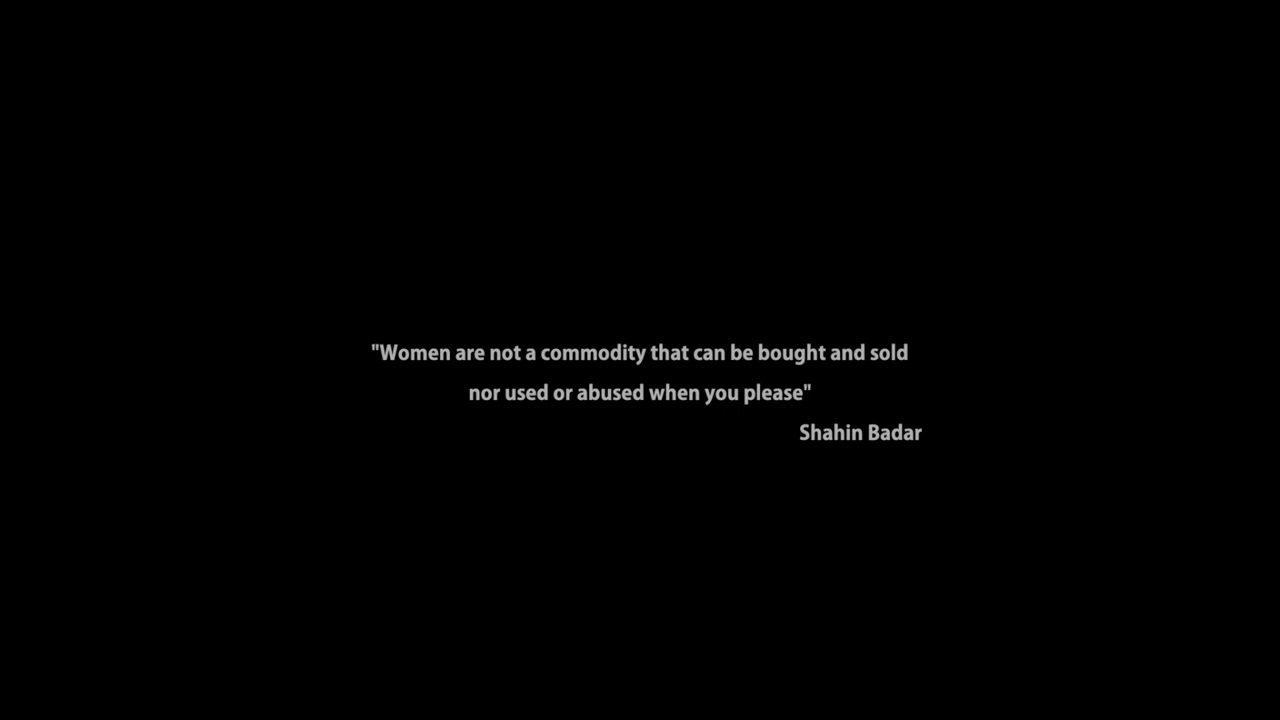 "Women are not a commodity that can be bought and sold
nor used or abused when you please"
Shahin Badar